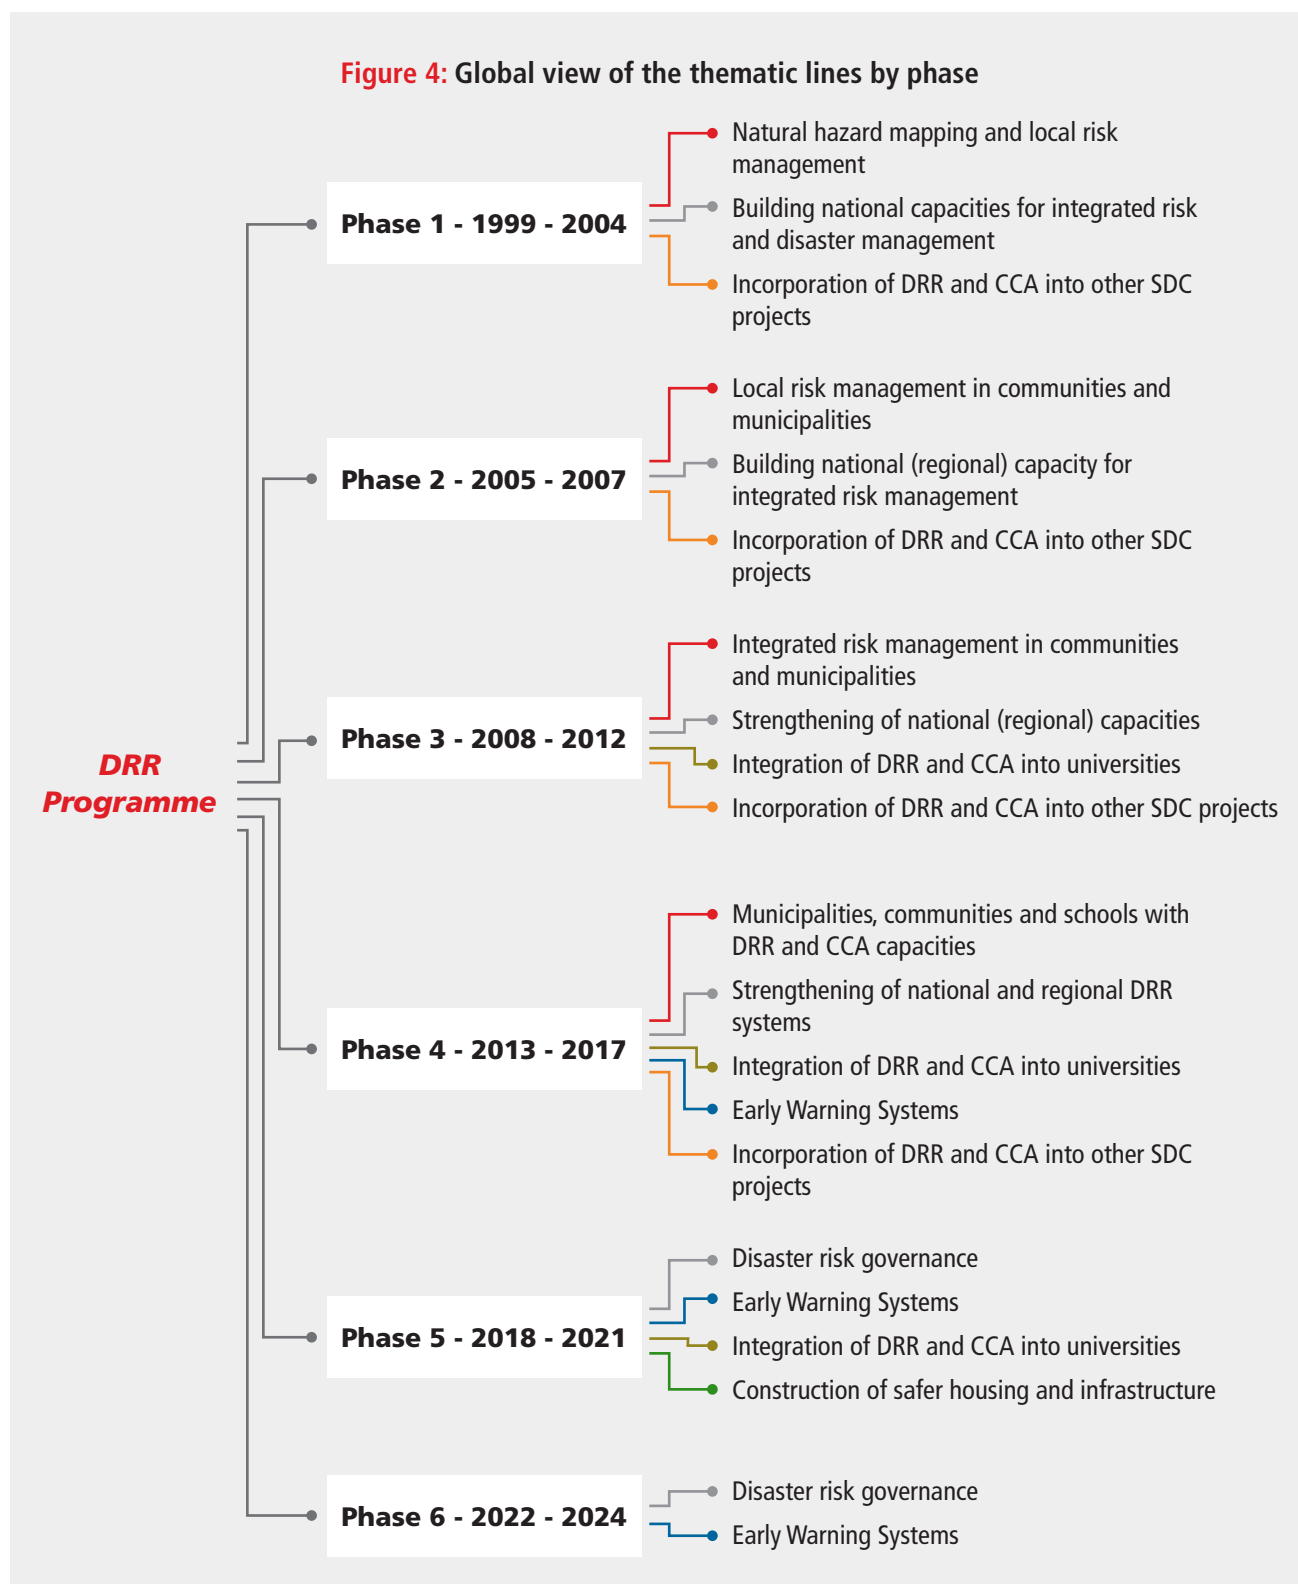 Figure 4: Global view of the thematic lines by phase
DRR
Programme
Phase 1 - 1999 - 2004
Natural hazard mapping and local risk
management
Building national capacities for integrated risk
and disaster management
Incorporation of DRR and CCA into other SDC
projects
Phase 2 - 2005 - 2007
Local risk management in communities and
municipalities
Building national (regional) capacity for
integrated risk management
Incorporation of DRR and CCA into other SDC
projects
Phase 3 - 2008 - 2012
Integrated risk management in communities
and municipalities
Strengthening of national (regional) capacities
Integration of DRR and CCA into universities
Incorporation of DRR and CCA into other SDC projects
Phase 4 - 2013 - 2017
Municipalities, communities and schools with
DRR and CCA capacities
Strengthening of national and regional DRR
systems
Integration of DRR and CCA into universities
Early Warning Systems
Incorporation of DRR and CCA into other SDC
projects
Phase 5 - 2018 - 2021
Disaster risk governance
Early Warning Systems
Integration of DRR and CCA into universities
Construction of safer housing and infrastructure
Phase 6 - 2022 - 2024
Disaster risk governance
Early Warning Systems